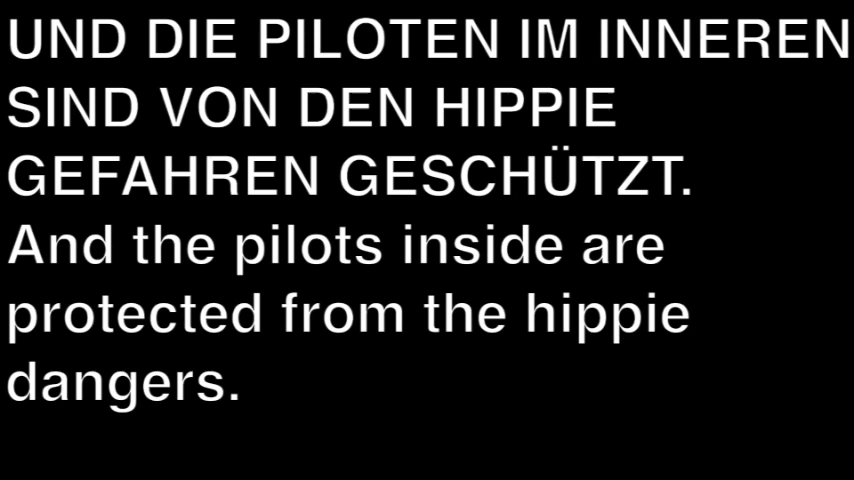 UND DIE PILOTEN IM INNEREN
SIND VON DEN HIPPIE
GEFAHREN GESCHÜTZT.
And the pilots inside are
protected from the hippie
dangers.